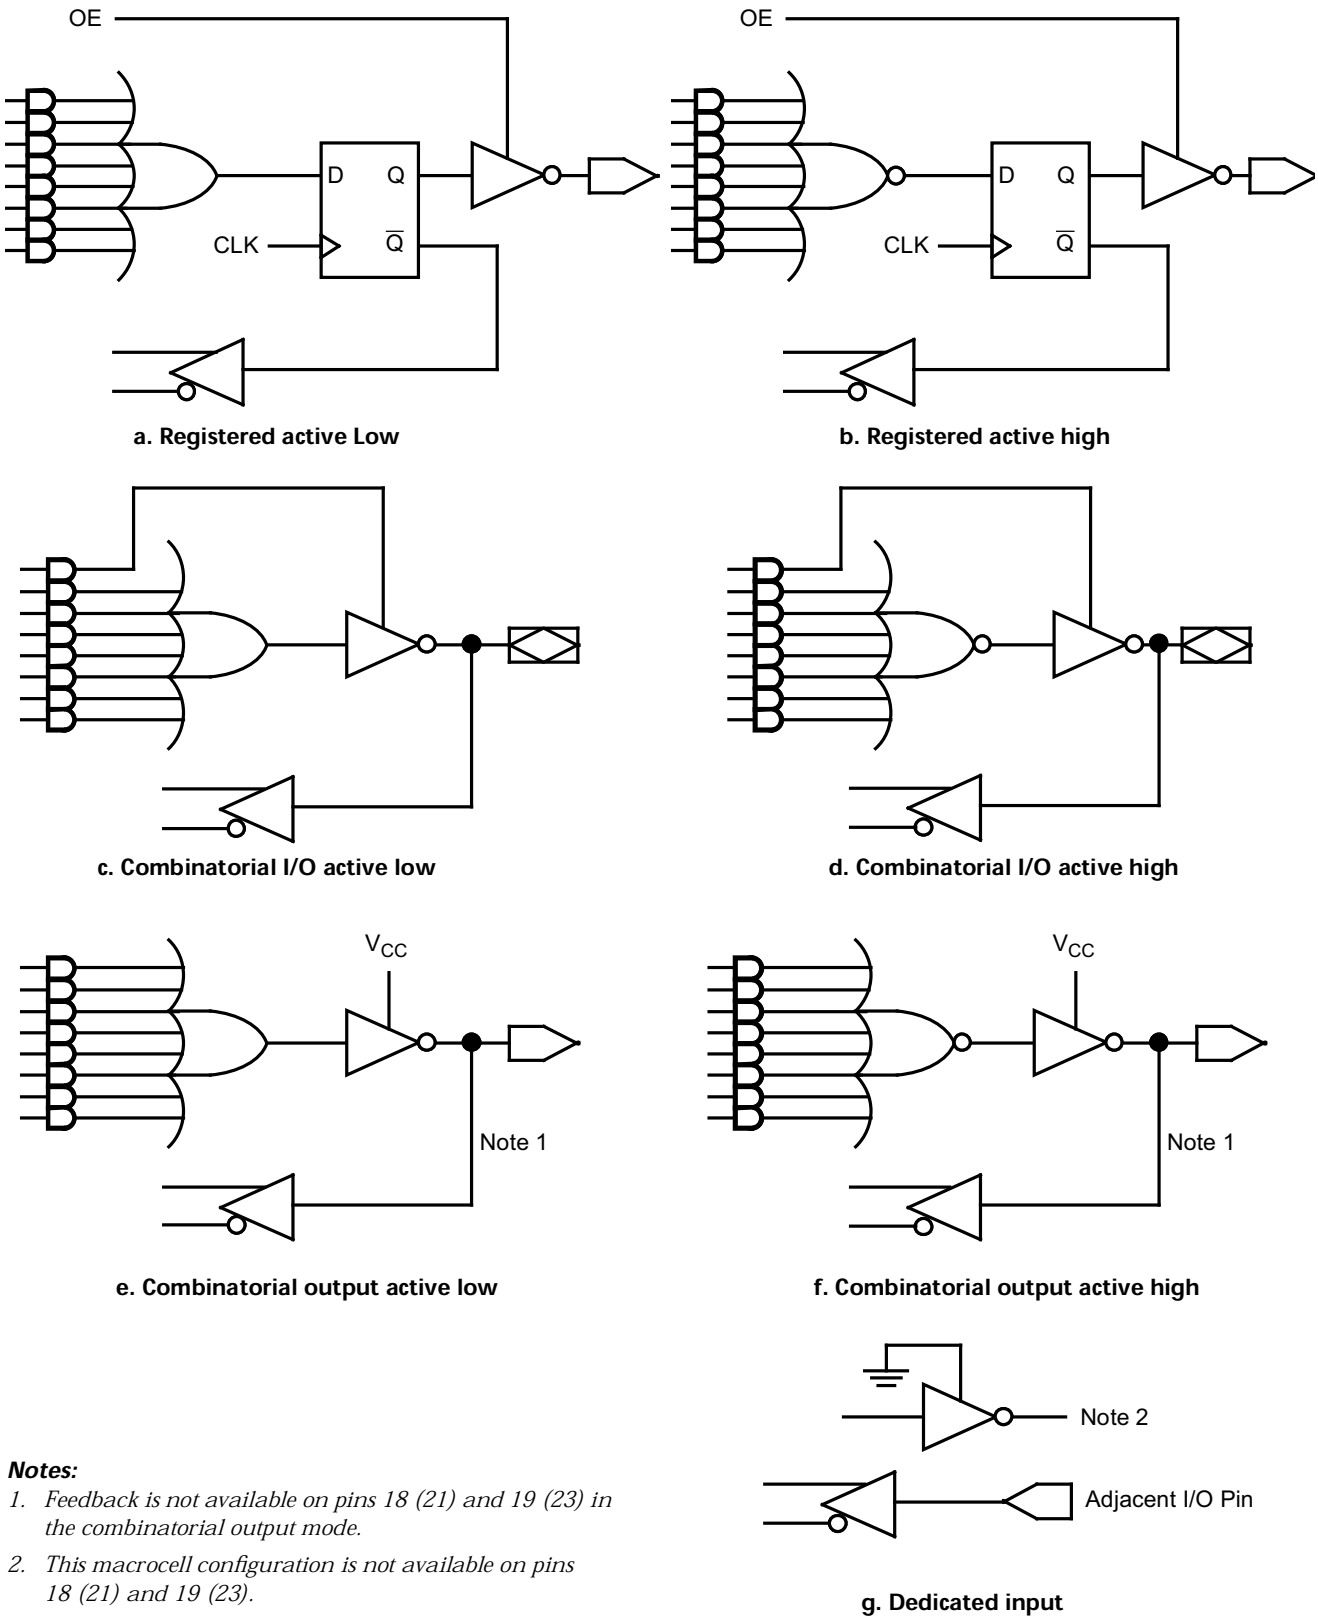 OE
D Q
CLK
Q̅
a. Registered active Low
OE
D Q
CLK
Q̅
b. Registered active high
c. Combinatorial I/O active low
d. Combinatorial I/O active high
VCC
Note 1
e. Combinatorial output active low
VCC
Note 1
f. Combinatorial output active high
Note 2
Adjacent I/O Pin
g. Dedicated input
Notes:
1. Feedback is not available on pins 18 (21) and 19 (23) in
the combinatorial output mode.
2. This macrocell configuration is not available on pins
18 (21) and 19 (23).